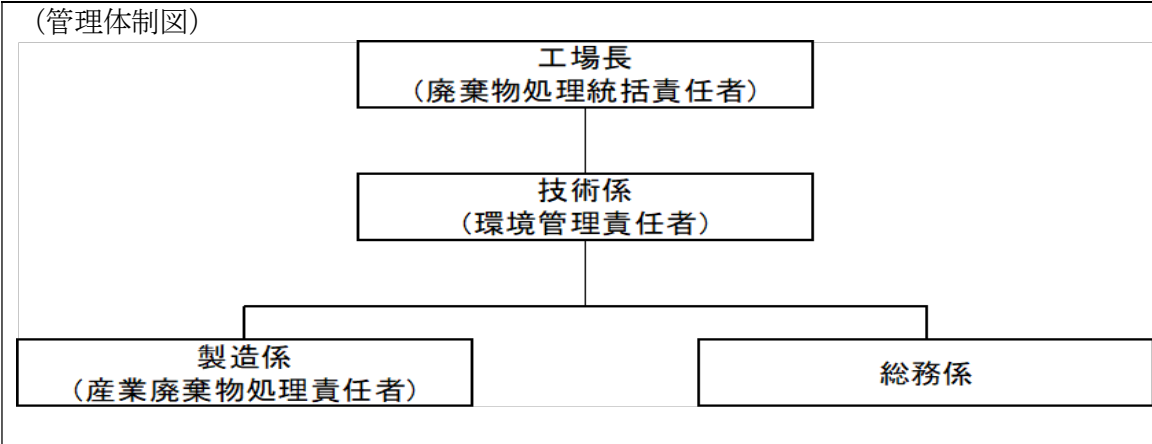 （管理体制図）
工場長
（廃棄物処理統括責任者）
技術係
（環境管理責任者）
製造係
（産業廃棄物処理責任者）
総務係